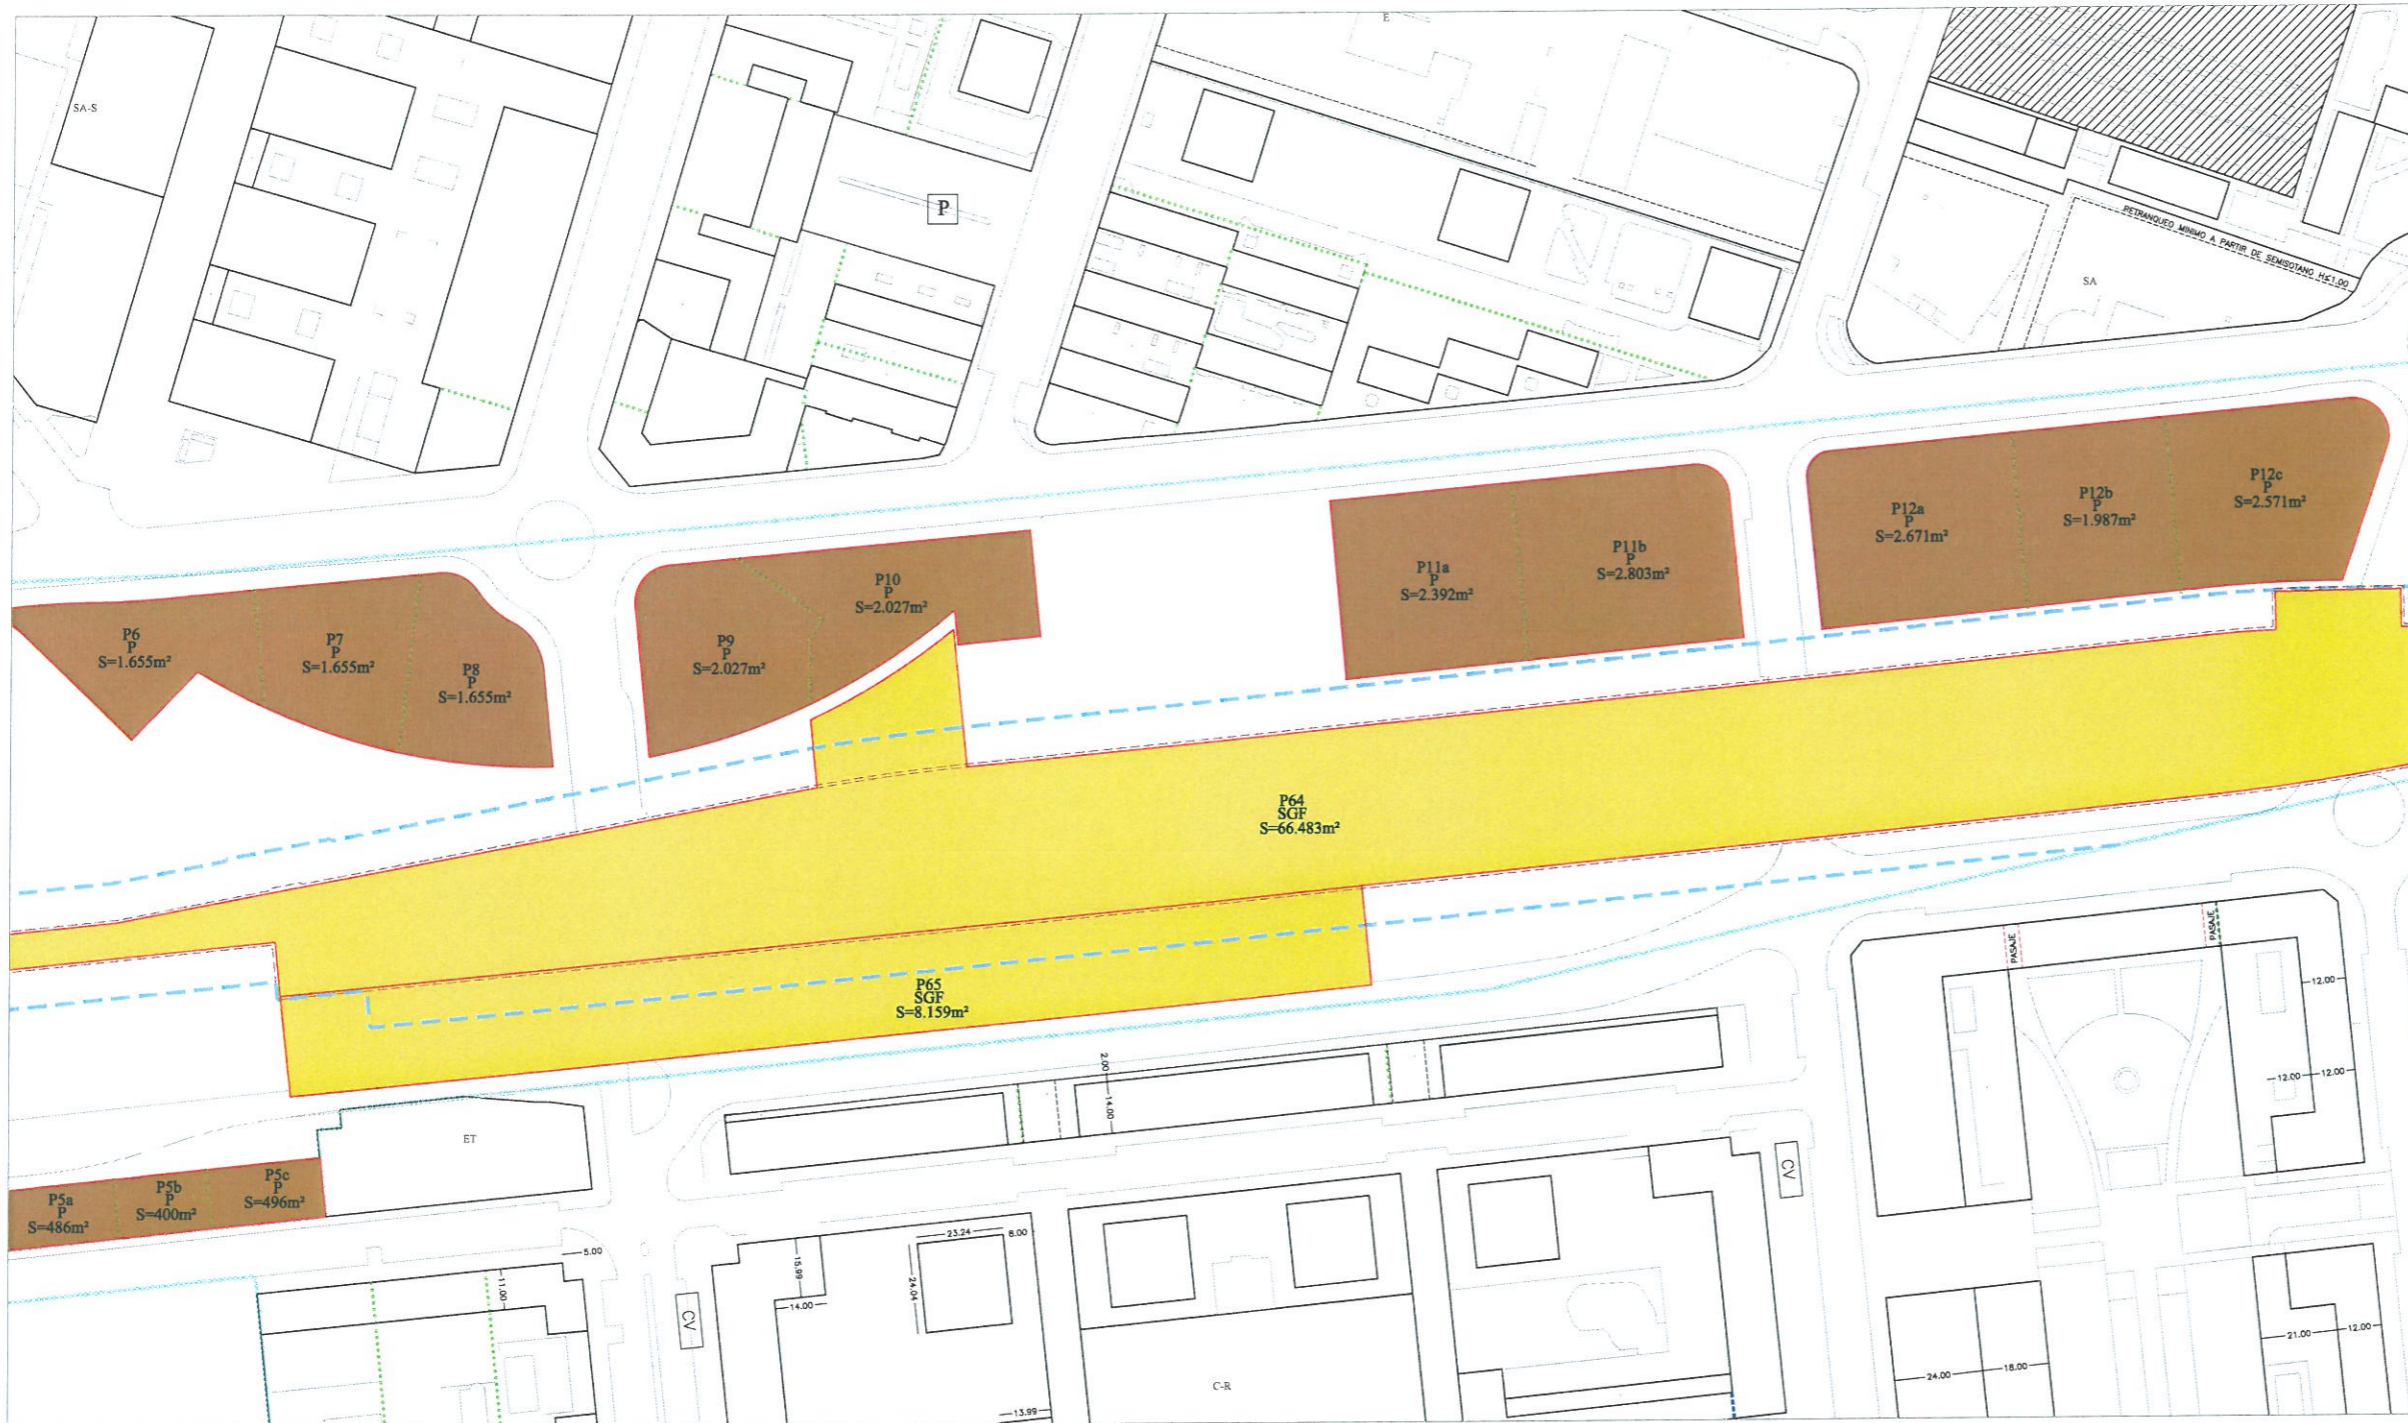 E
SA-S
P
RETRANQUEO MINIMO A PARTIR DE SEMISOTANO H≤1.00
SA
P12c
P
S=2.571m²
P12b
P
S=1.987m²
P12a
P
S=2.671m²
P11b
P
S=2.803m²
P11a
P
S=2.392m²
P10
P
S=2.027m²
P9
P
S=2.027m²
P6
P
S=1.655m²
P7
P
S=1.655m²
P8
P
S=1.655m²
P64
SGF
S=66.483m²
P65
SGF
S=8.159m²
PASAJE
PASAJE
12.00
12.00
12.00
2.00
14.00
ET
P5a
P
S=486m²
P5b
P
S=400m²
P5c
P
S=496m²
CV
CV
5.00
11.00
15.99
14.00
23.24
8.00
24.04
13.99
C-R
24.00
18.00
21.00
12.00